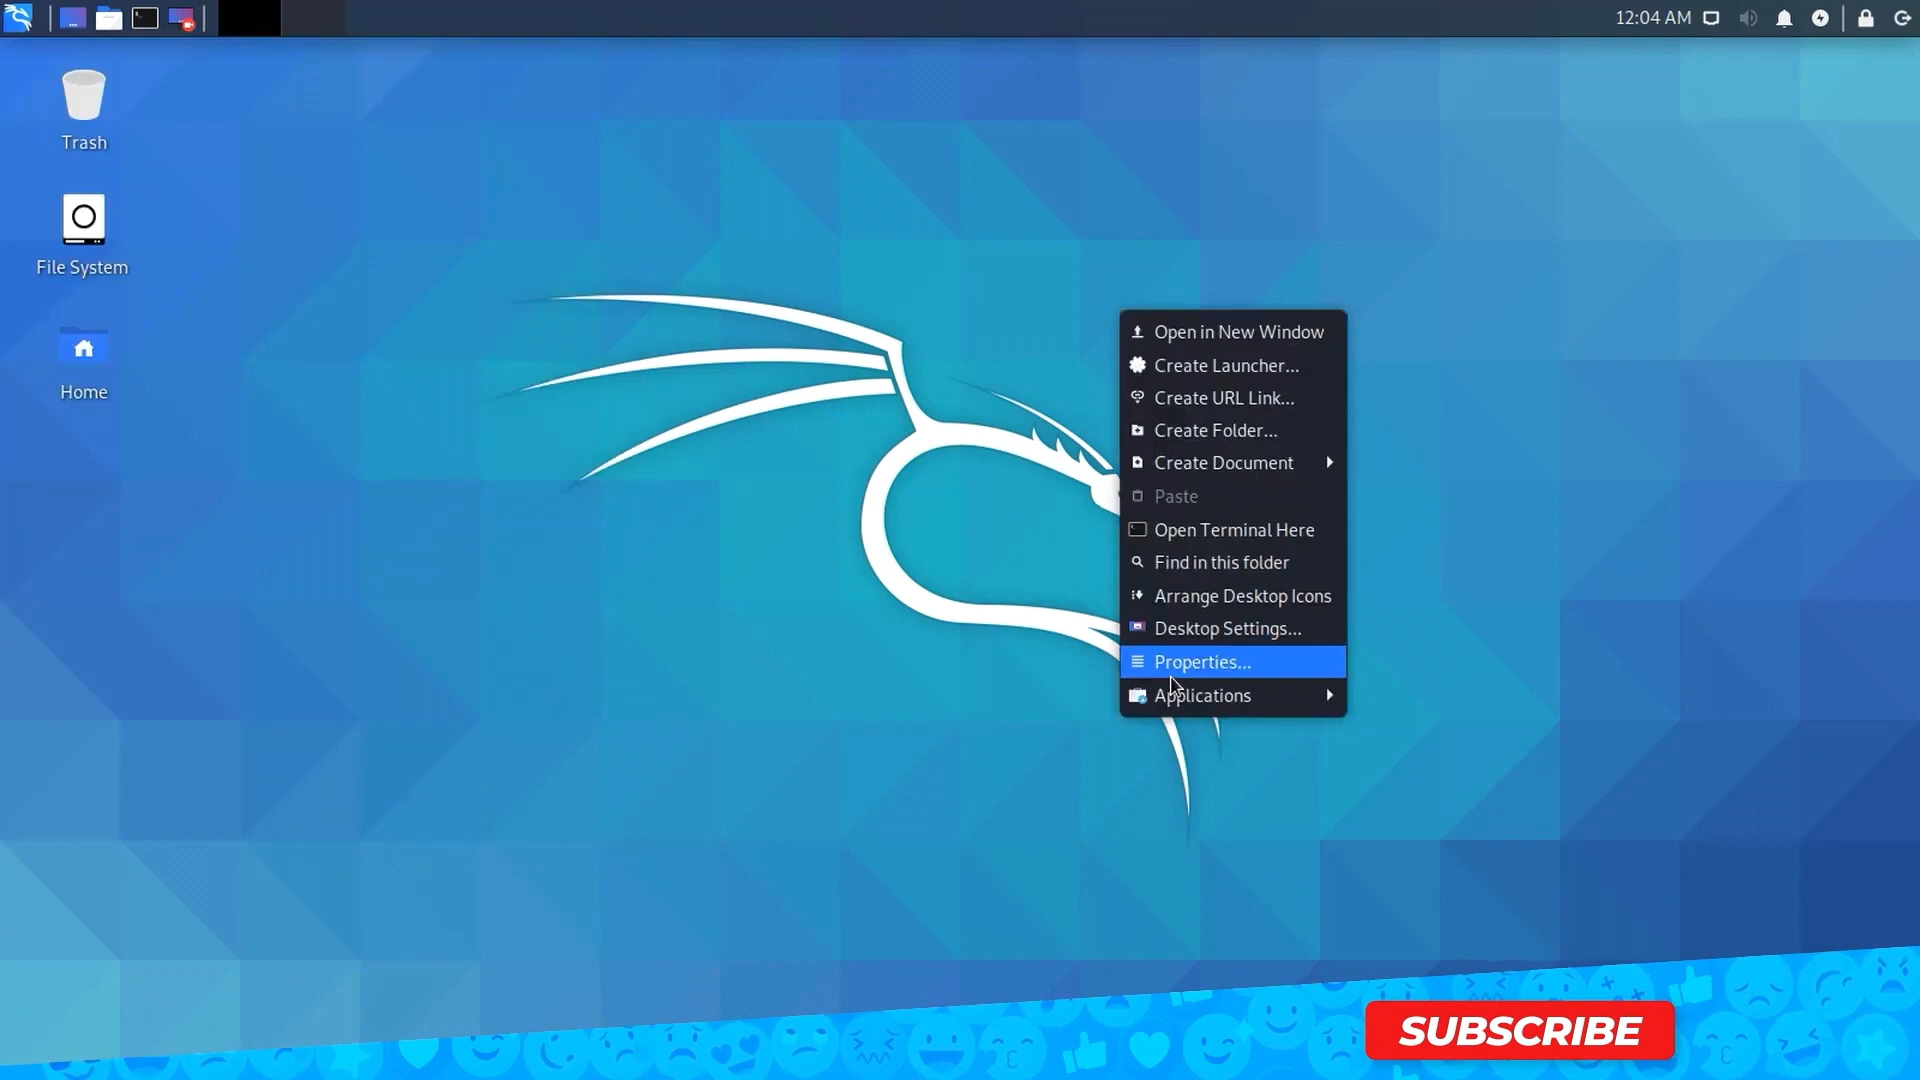 12:04 AM
Trash
File System
Home
Open in New Window
Create Launcher...
Create URL Link...
Create Folder...
Create Document
Paste
Open Terminal Here
Find in this folder
Arrange Desktop Icons
Desktop Settings...
Properties...
Applications
SUBSCRIBE